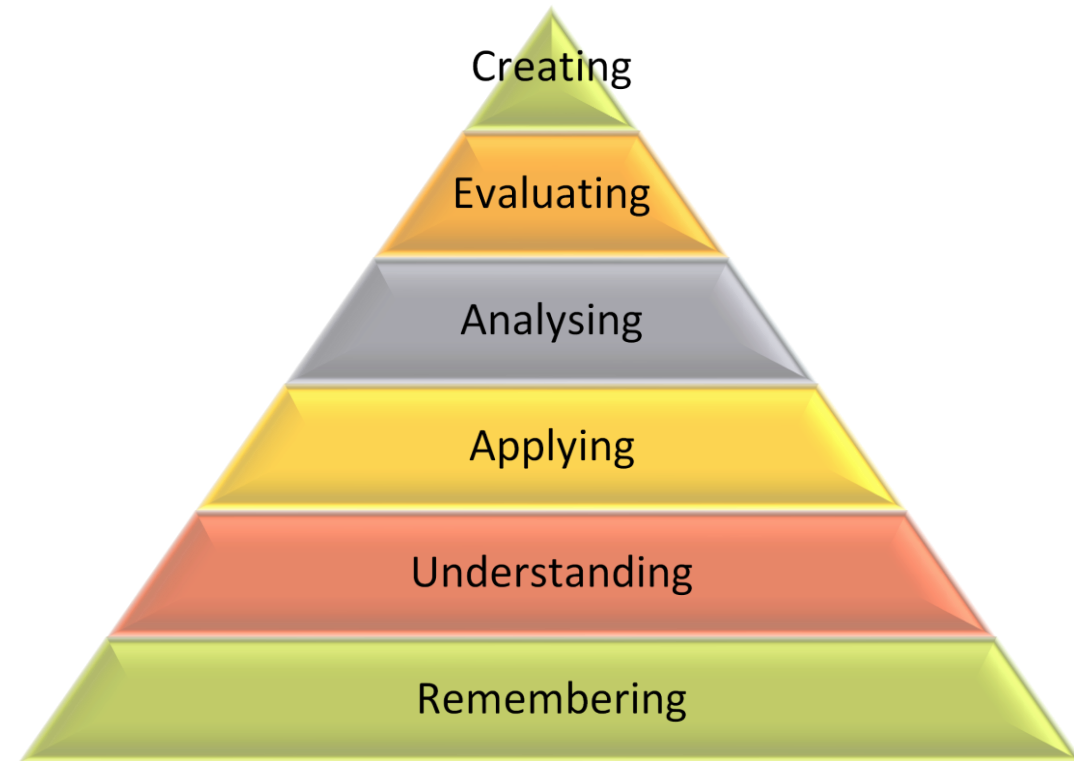 Creating
Evaluating
Analysing
Applying
Understanding
Remembering